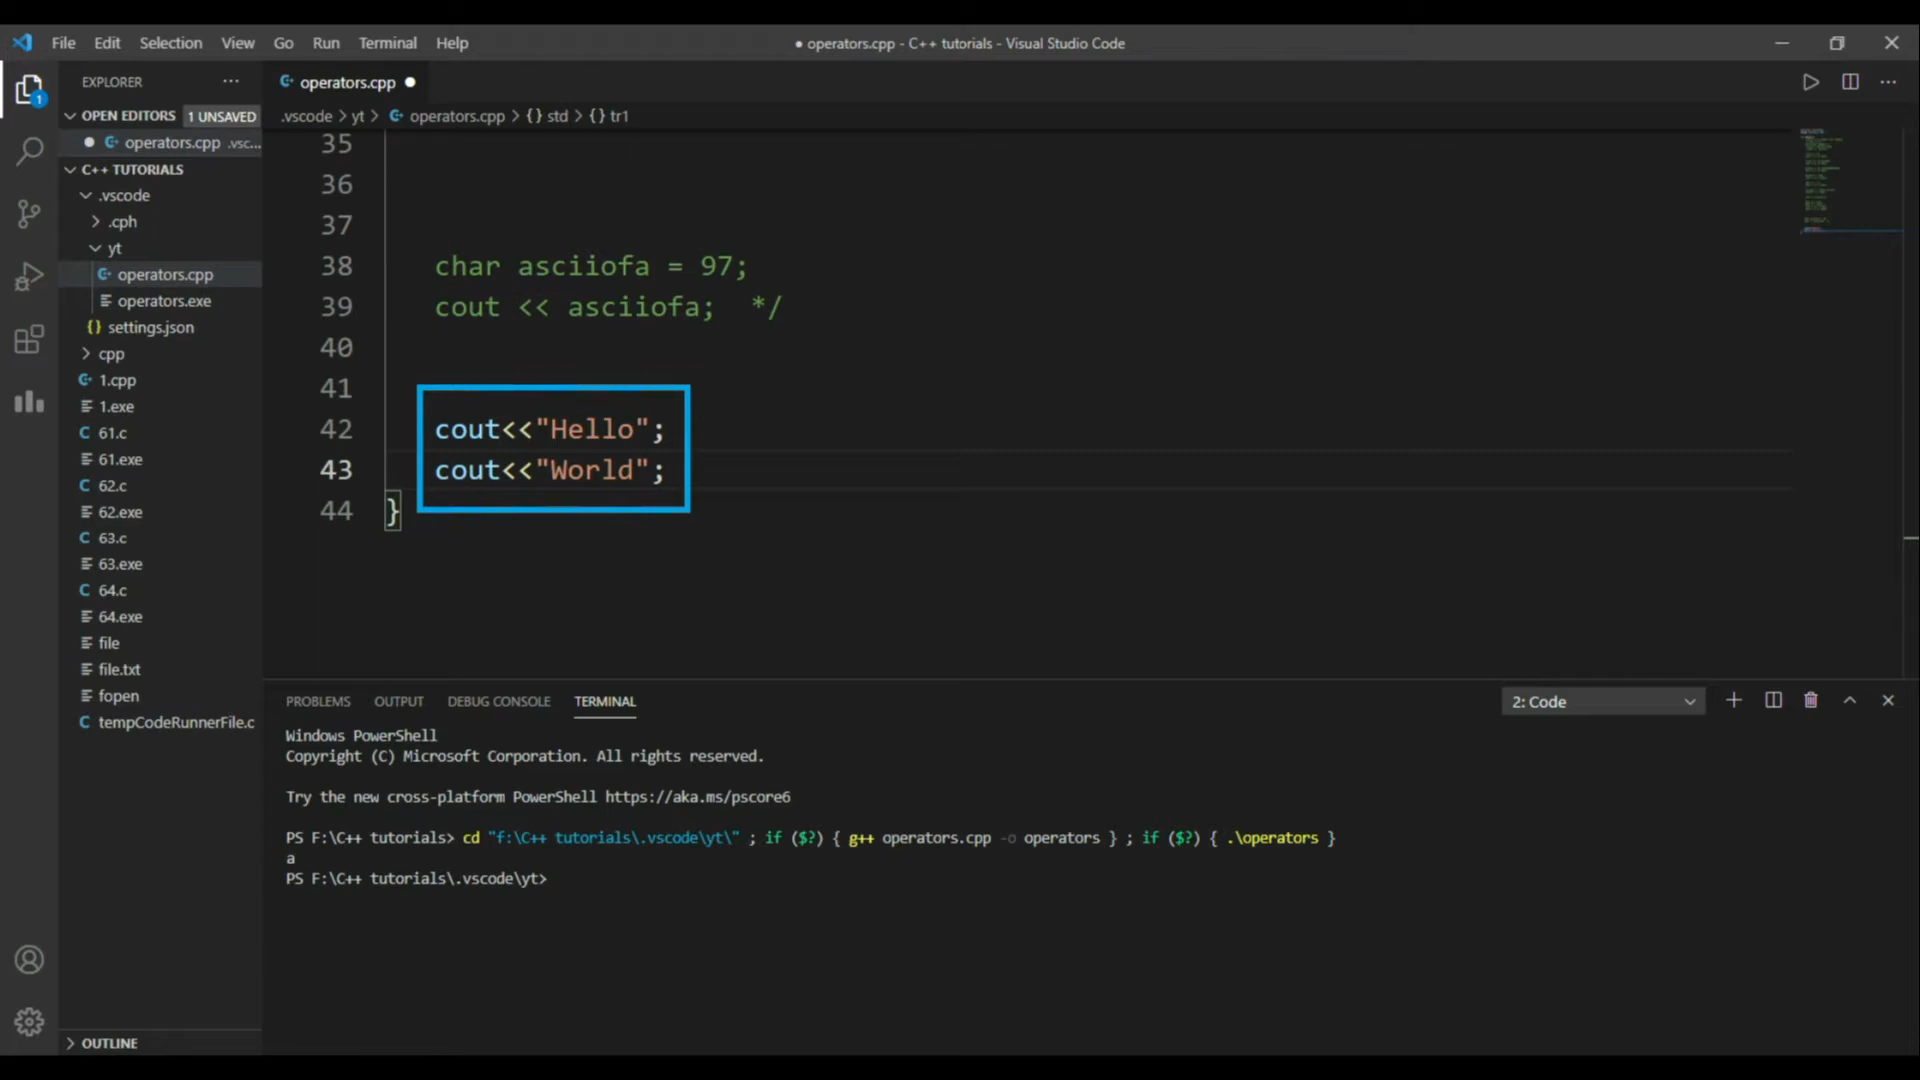 File Edit Selection View Go Run Terminal Help
● operators.cpp - C++ tutorials - Visual Studio Code
EXPLORER
operators.cpp ●
OPEN EDITORS 1 UNSAVED
.vscode > yt > operators.cpp > {} std > {} tr1
● operators.cpp .vsc...
C++ TUTORIALS
.vscode
.cph
yt
operators.cpp
operators.exe
{} settings.json
cpp
1.cpp
1.exe
C 61.c
61.exe
C 62.c
62.exe
C 63.c
63.exe
C 64.c
64.exe
file
file.txt
fopen
C tempCodeRunnerFile.c
OUTLINE
1
35
36
37
38 char asciiofa = 97;
39 cout << asciiofa; */
40
41
42 cout<<"Hello";
43 cout<<"World";
44 }
PROBLEMS OUTPUT DEBUG CONSOLE TERMINAL
2: Code
Windows PowerShell
Copyright (C) Microsoft Corporation. All rights reserved.
Try the new cross-platform PowerShell https://aka.ms/pscore6
PS F:\C++ tutorials> cd "f:\C++ tutorials\.vscode\yt\" ; if ($?) { g++ operators.cpp -o operators } ; if ($?) { .\operators }
a
PS F:\C++ tutorials\.vscode\yt>